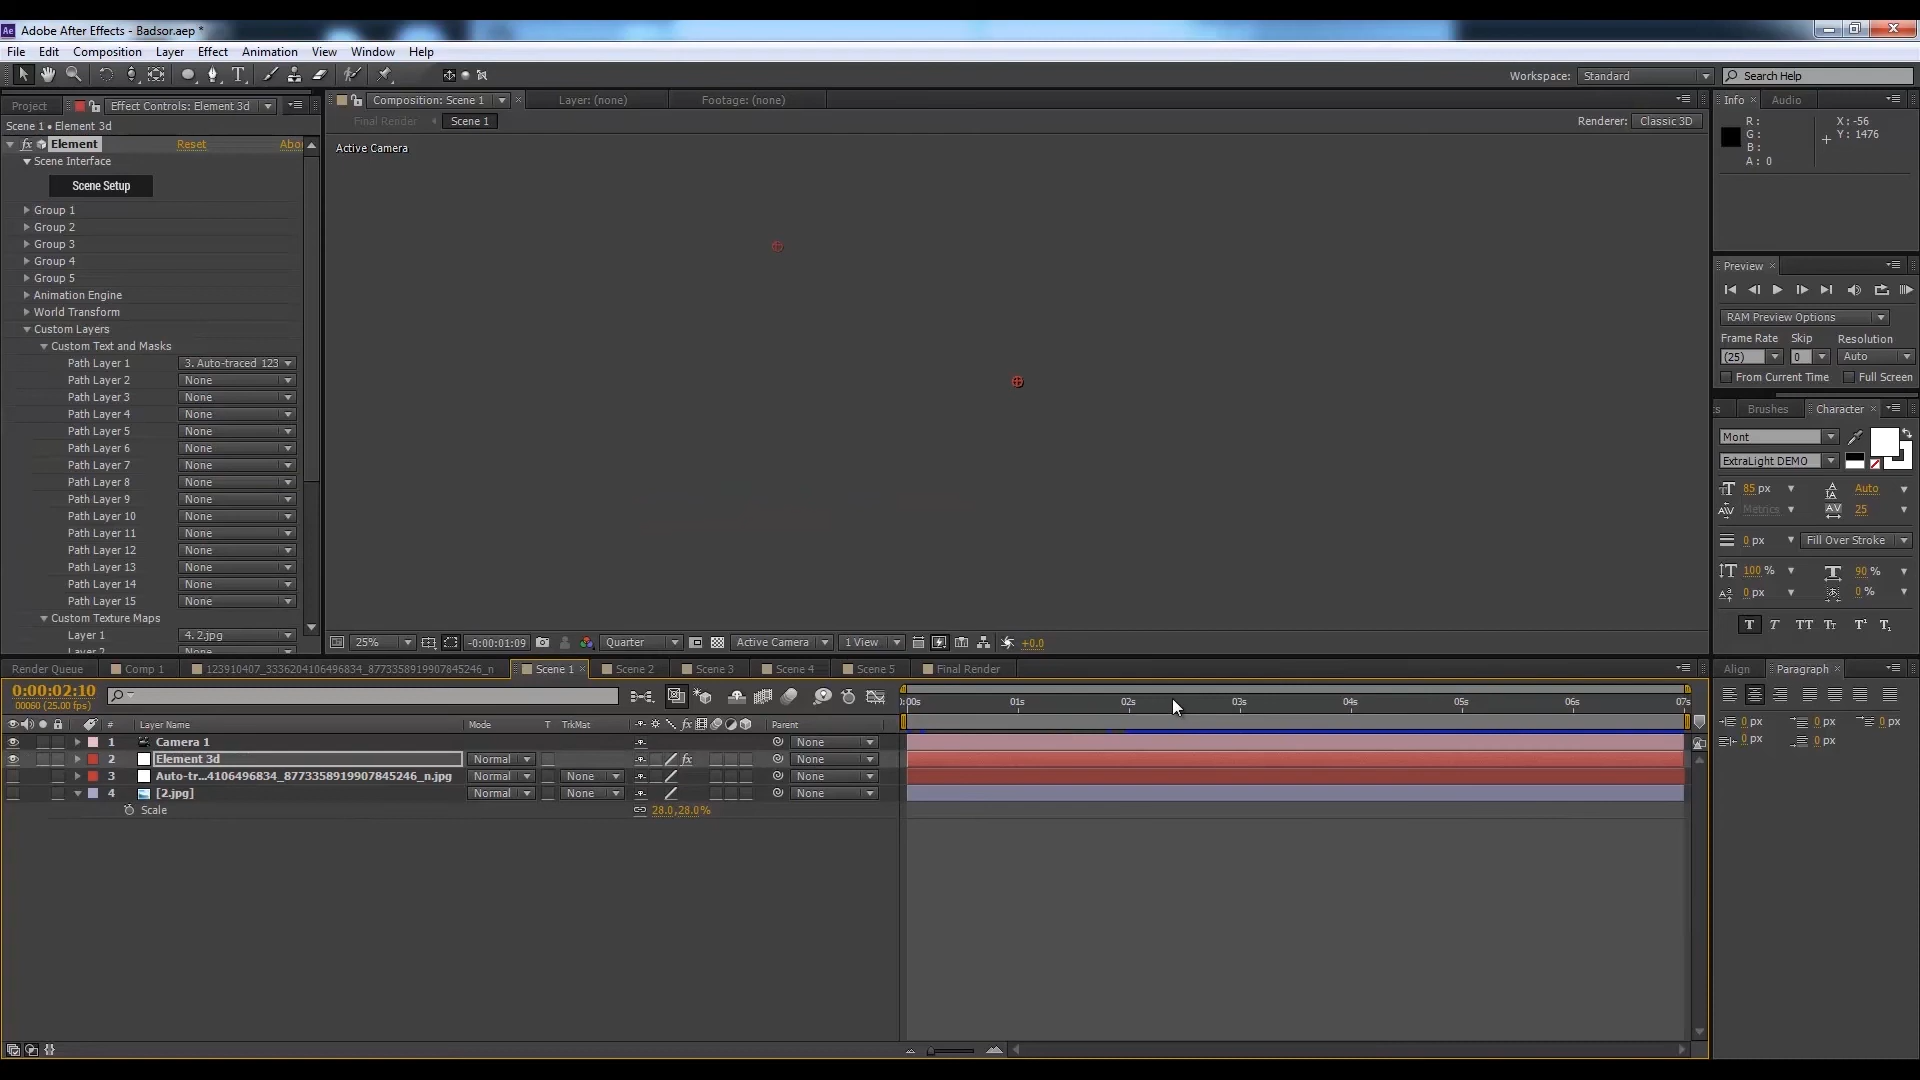 Adobe After Effects - Badsor.aep *
File Edit Composition Layer Effect Animation View Window Help
Workspace: Standard
Search Help
Project Effect Controls: Element 3d
Scene 1 • Element 3d
Element Reset Abou
Scene Interface
Scene Setup
Group 1
Group 2
Group 3
Group 4
Group 5
Animation Engine
World Transform
Custom Layers
Custom Text and Masks
Path Layer 1 3. Auto-traced 123
Path Layer 2 None
Path Layer 3 None
Path Layer 4 None
Path Layer 5 None
Path Layer 6 None
Path Layer 7 None
Path Layer 8 None
Path Layer 9 None
Path Layer 10 None
Path Layer 11 None
Path Layer 12 None
Path Layer 13 None
Path Layer 14 None
Path Layer 15 None
Custom Texture Maps
Layer 1 4. 2.jpg
Composition: Scene 1 Layer: (none) Footage: (none)
Final Render Scene 1
Renderer: Classic 3D
Active Camera
25% -0:00:01:09 Quarter Active Camera 1 View +0.0
Info Audio
R: X: -56
G: Y: 1476
B:
A: 0
Preview
RAM Preview Options
Frame Rate Skip Resolution
(25) 0 Auto
From Current Time Full Screen
Brushes Character
Mont
ExtraLight DEMO
85 px Auto
Metrics 25
0 px Fill Over Stroke
100 % 90 %
0 px 0 %
T T TT Tt T¹ T₁
Align Paragraph
0 px 0 px 0 px
0 px 0 px
Render Queue Comp 1 123910407_3336204106496834_8773358919907845246_n Scene 1 Scene 2 Scene 3 Scene 4 Scene 5 Final Render
0:00:02:10
00060 (25.00 fps)
:00s 01s 02s 03s 04s 05s 06s 07s
# Layer Name Mode T TrkMat Parent
1 Camera 1 None
2 Element 3d Normal None
3 Auto-tr...4106496834_8773358919907845246_n.jpg Normal None None
4 [2.jpg] Normal None None
Scale 28.0,28.0%